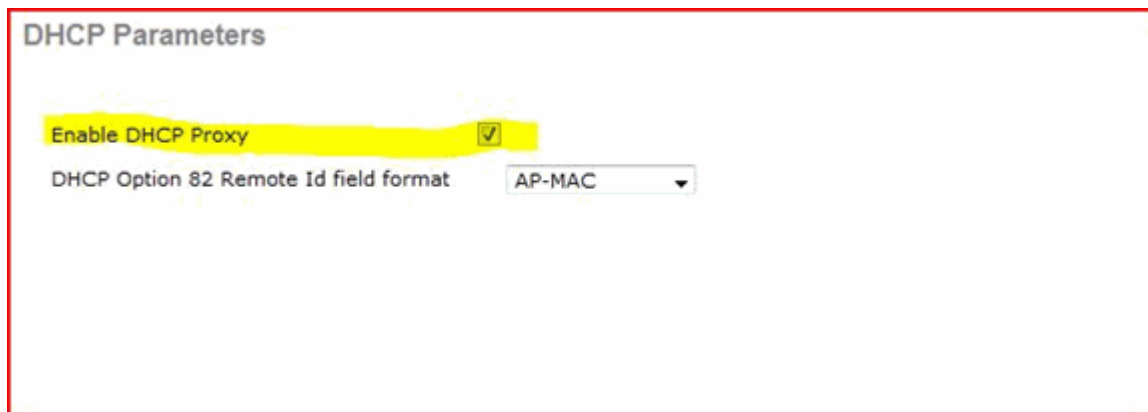 DHCP Parameters
Enable DHCP Proxy
DHCP Option 82 Remote Id field format AP-MAC